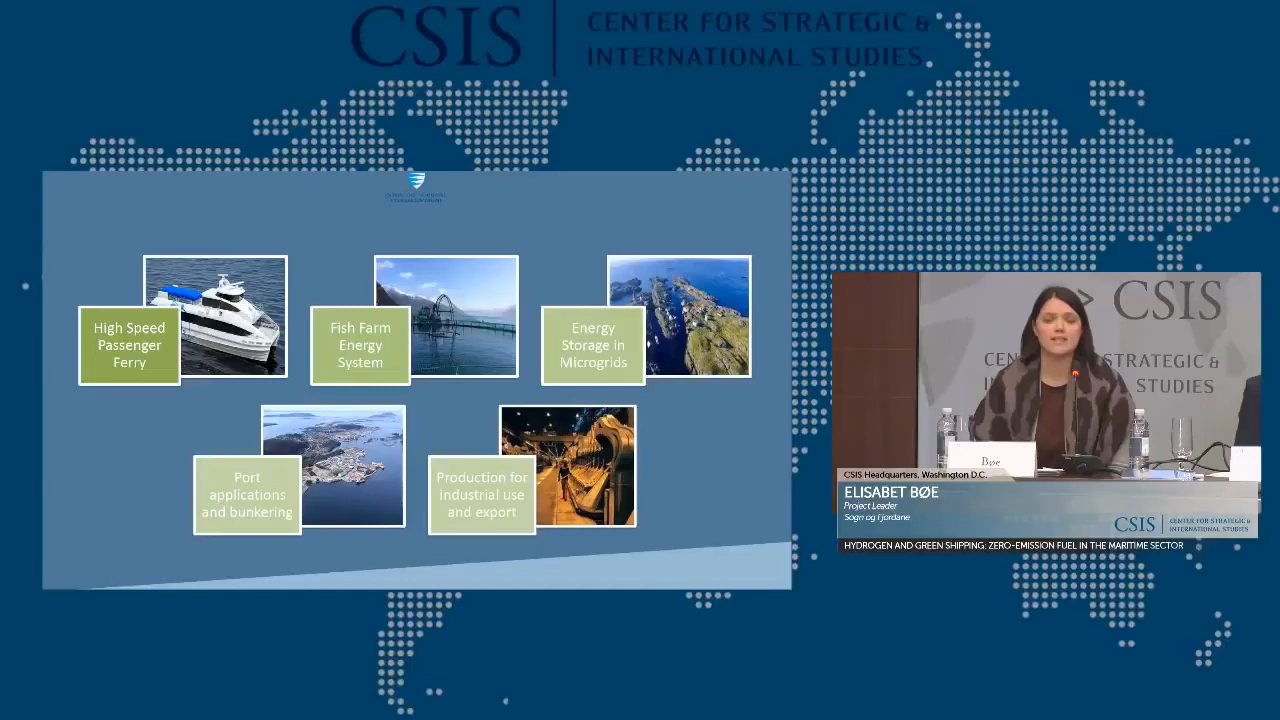 CSIS
CENTER FOR STRATEGIC &
INTERNATIONAL STUDIES
High Speed
Passenger
Ferry
Fish Farm
Energy
System
Energy
Storage in
Microgrids
Port
applications
and bunkering
Production for
industrial use
and export
CSIS
STRATEGIC &
STUDIES
Bøe
CSIS Headquarters, Washington D.C.
ELISABET BØE
Project Leader
Sogn og Fjordane
CSIS
CENTER FOR STRATEGIC &
INTERNATIONAL STUDIES
HYDROGEN AND GREEN SHIPPING: ZERO-EMISSION FUEL IN THE MARITIME SECTOR